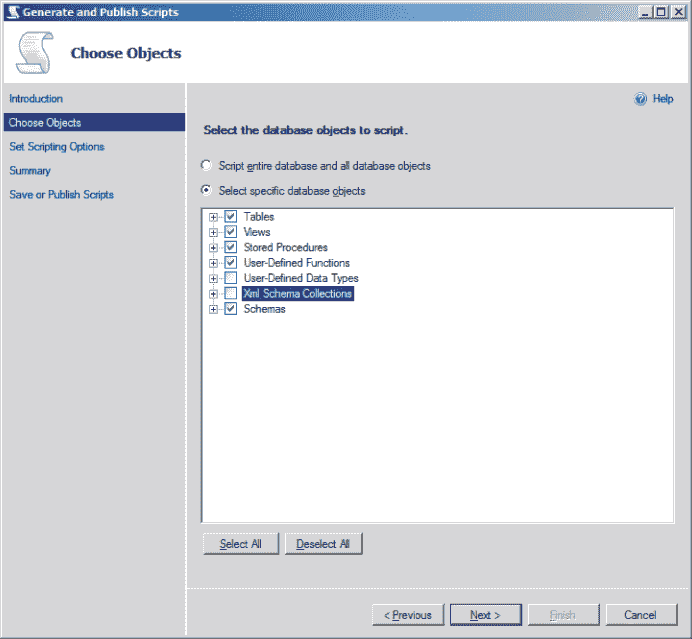 Generate and Publish Scripts
Choose Objects
Introduction
Help
Choose Objects
Select the database objects to script.
Set Scripting Options
Script entire database and all database objects
Summary
Select specific database objects
Save or Publish Scripts
Tables
Views
Stored Procedures
User-Defined Functions
User-Defined Data Types
Xml Schema Collections
Schemas
Select All
Deselect All
< Previous
Next >
Finish
Cancel